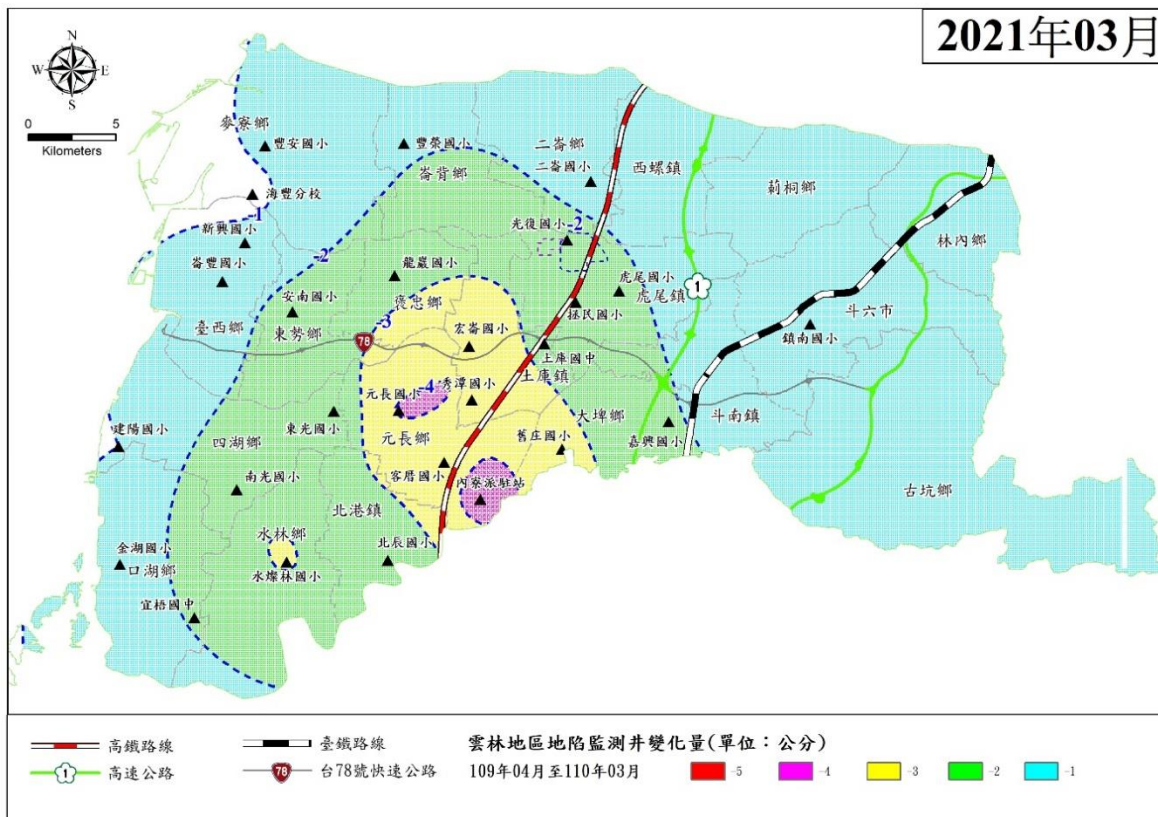 2021年03月
N
W E
S
0 5
Kilometers
麥寮鄉
豐安國小
豐榮國小
二崙鄉
二崙國小
西螺鎮
莿桐鄉
崙背鄉
海豐分校
-1
新興國小
光復國小
-2
林內鄉
崙豐國小
-2
龍巖國小
虎尾國小
虎尾鎮
1
安南國小
褒忠鄉
拯民國小
斗六市
臺西鄉
東勢鄉
-3
鎮南國小
78
宏崙國小
土庫國中
土庫鎮
元長國小
-4
秀潭國小
建陽國小
四湖鄉
東光國小
元長鄉
大埤鄉
斗南鎮
舊庄國小
嘉興國小
南光國小
客厝國小
內寮派駐站
古坑鄉
北港鎮
水林鄉
金湖國小
口湖鄉
水燦林國小
北辰國小
宜梧國中
高鐵路線
臺鐵路線
雲林地區地陷監測井變化量(單位：公分)
1
高速公路
78
台78號快速公路
109年04月至110年03月
-5
-4
-3
-2
-1